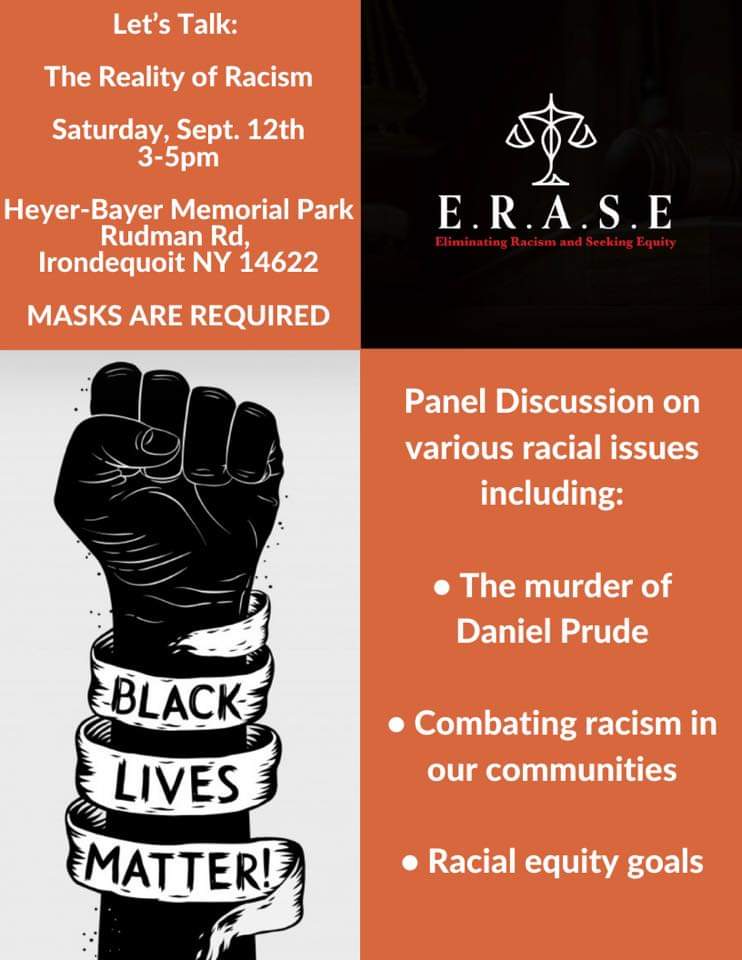 Let's Talk:
The Reality of Racism
Saturday, Sept. 12th
3-5pm
Heyer-Bayer Memorial Park
Rudman Rd,
Irondequoit NY 14622
MASKS ARE REQUIRED
E.R.A.S.E
Eliminating Racism and Seeking Equity
BLACK
LIVES
MATTER!
Panel Discussion on
various racial issues
including:
● The murder of
Daniel Prude
● Combating racism in
our communities
● Racial equity goals